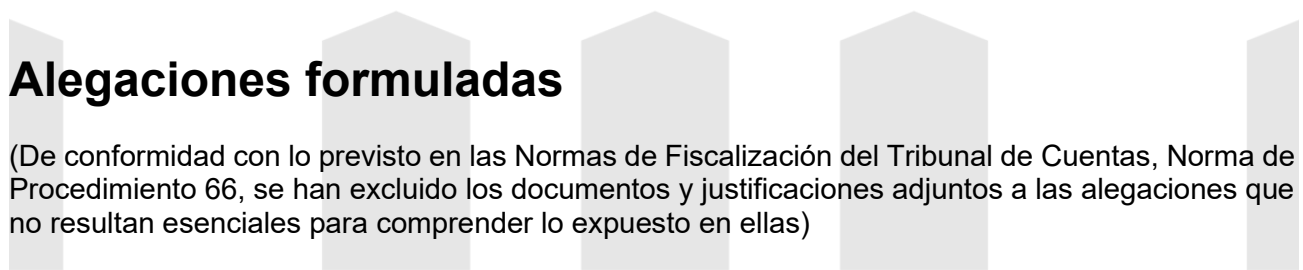 Alegaciones formuladas
(De conformidad con lo previsto en las Normas de Fiscalización del Tribunal de Cuentas, Norma de
Procedimiento 66, se han excluido los documentos y justificaciones adjuntos a las alegaciones que
no resultan esenciales para comprender lo expuesto en ellas)